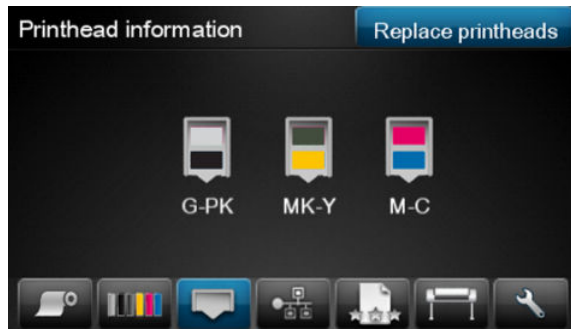 Printhead information
Replace printheads
G-PK
MK-Y
M-C